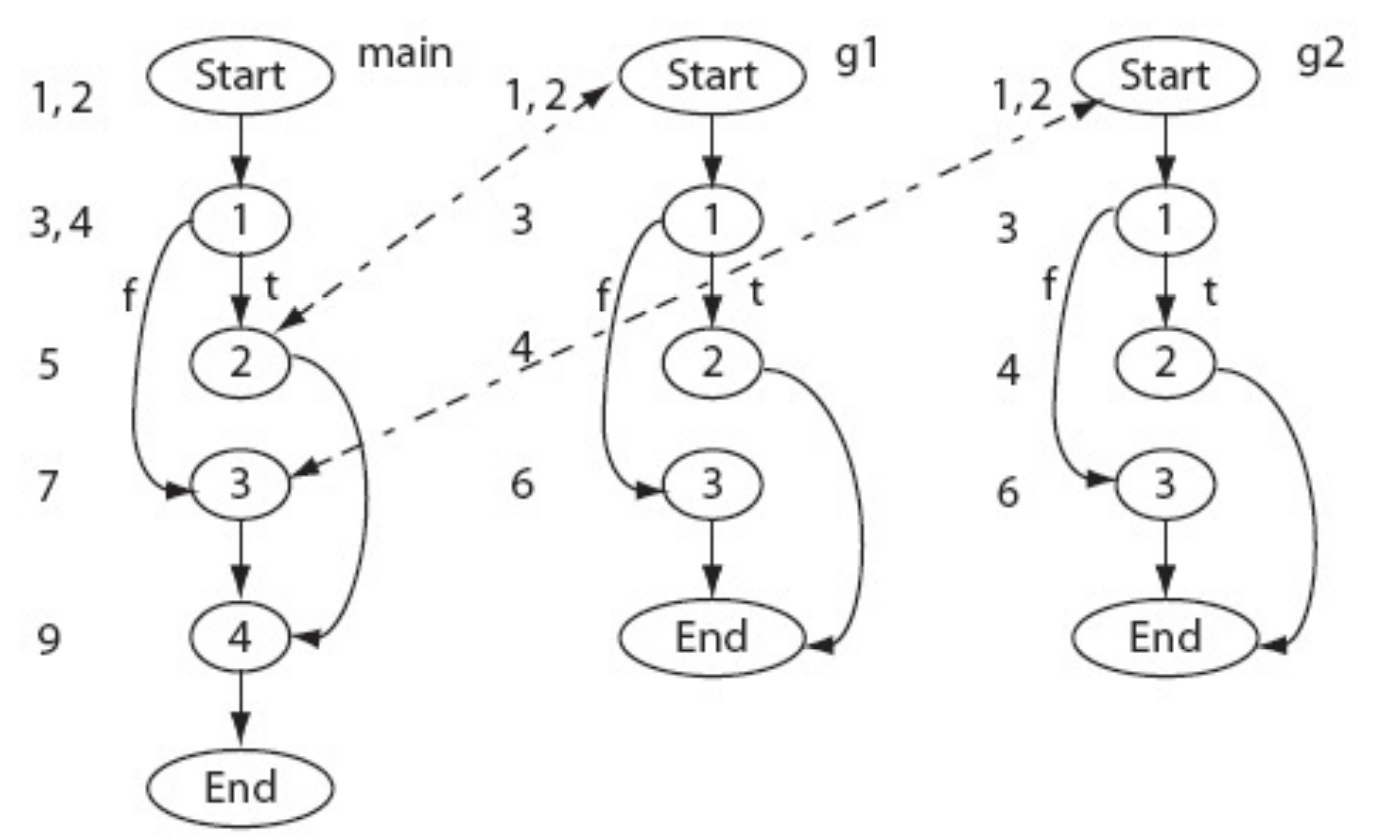 Start main Start g1 Start g2
1, 2 1, 2 1, 2
3, 4 1 3 1 3 1
f t f t f t
5 2 4 2 4 2
7 3 6 3 6 3
9 4 End End
End